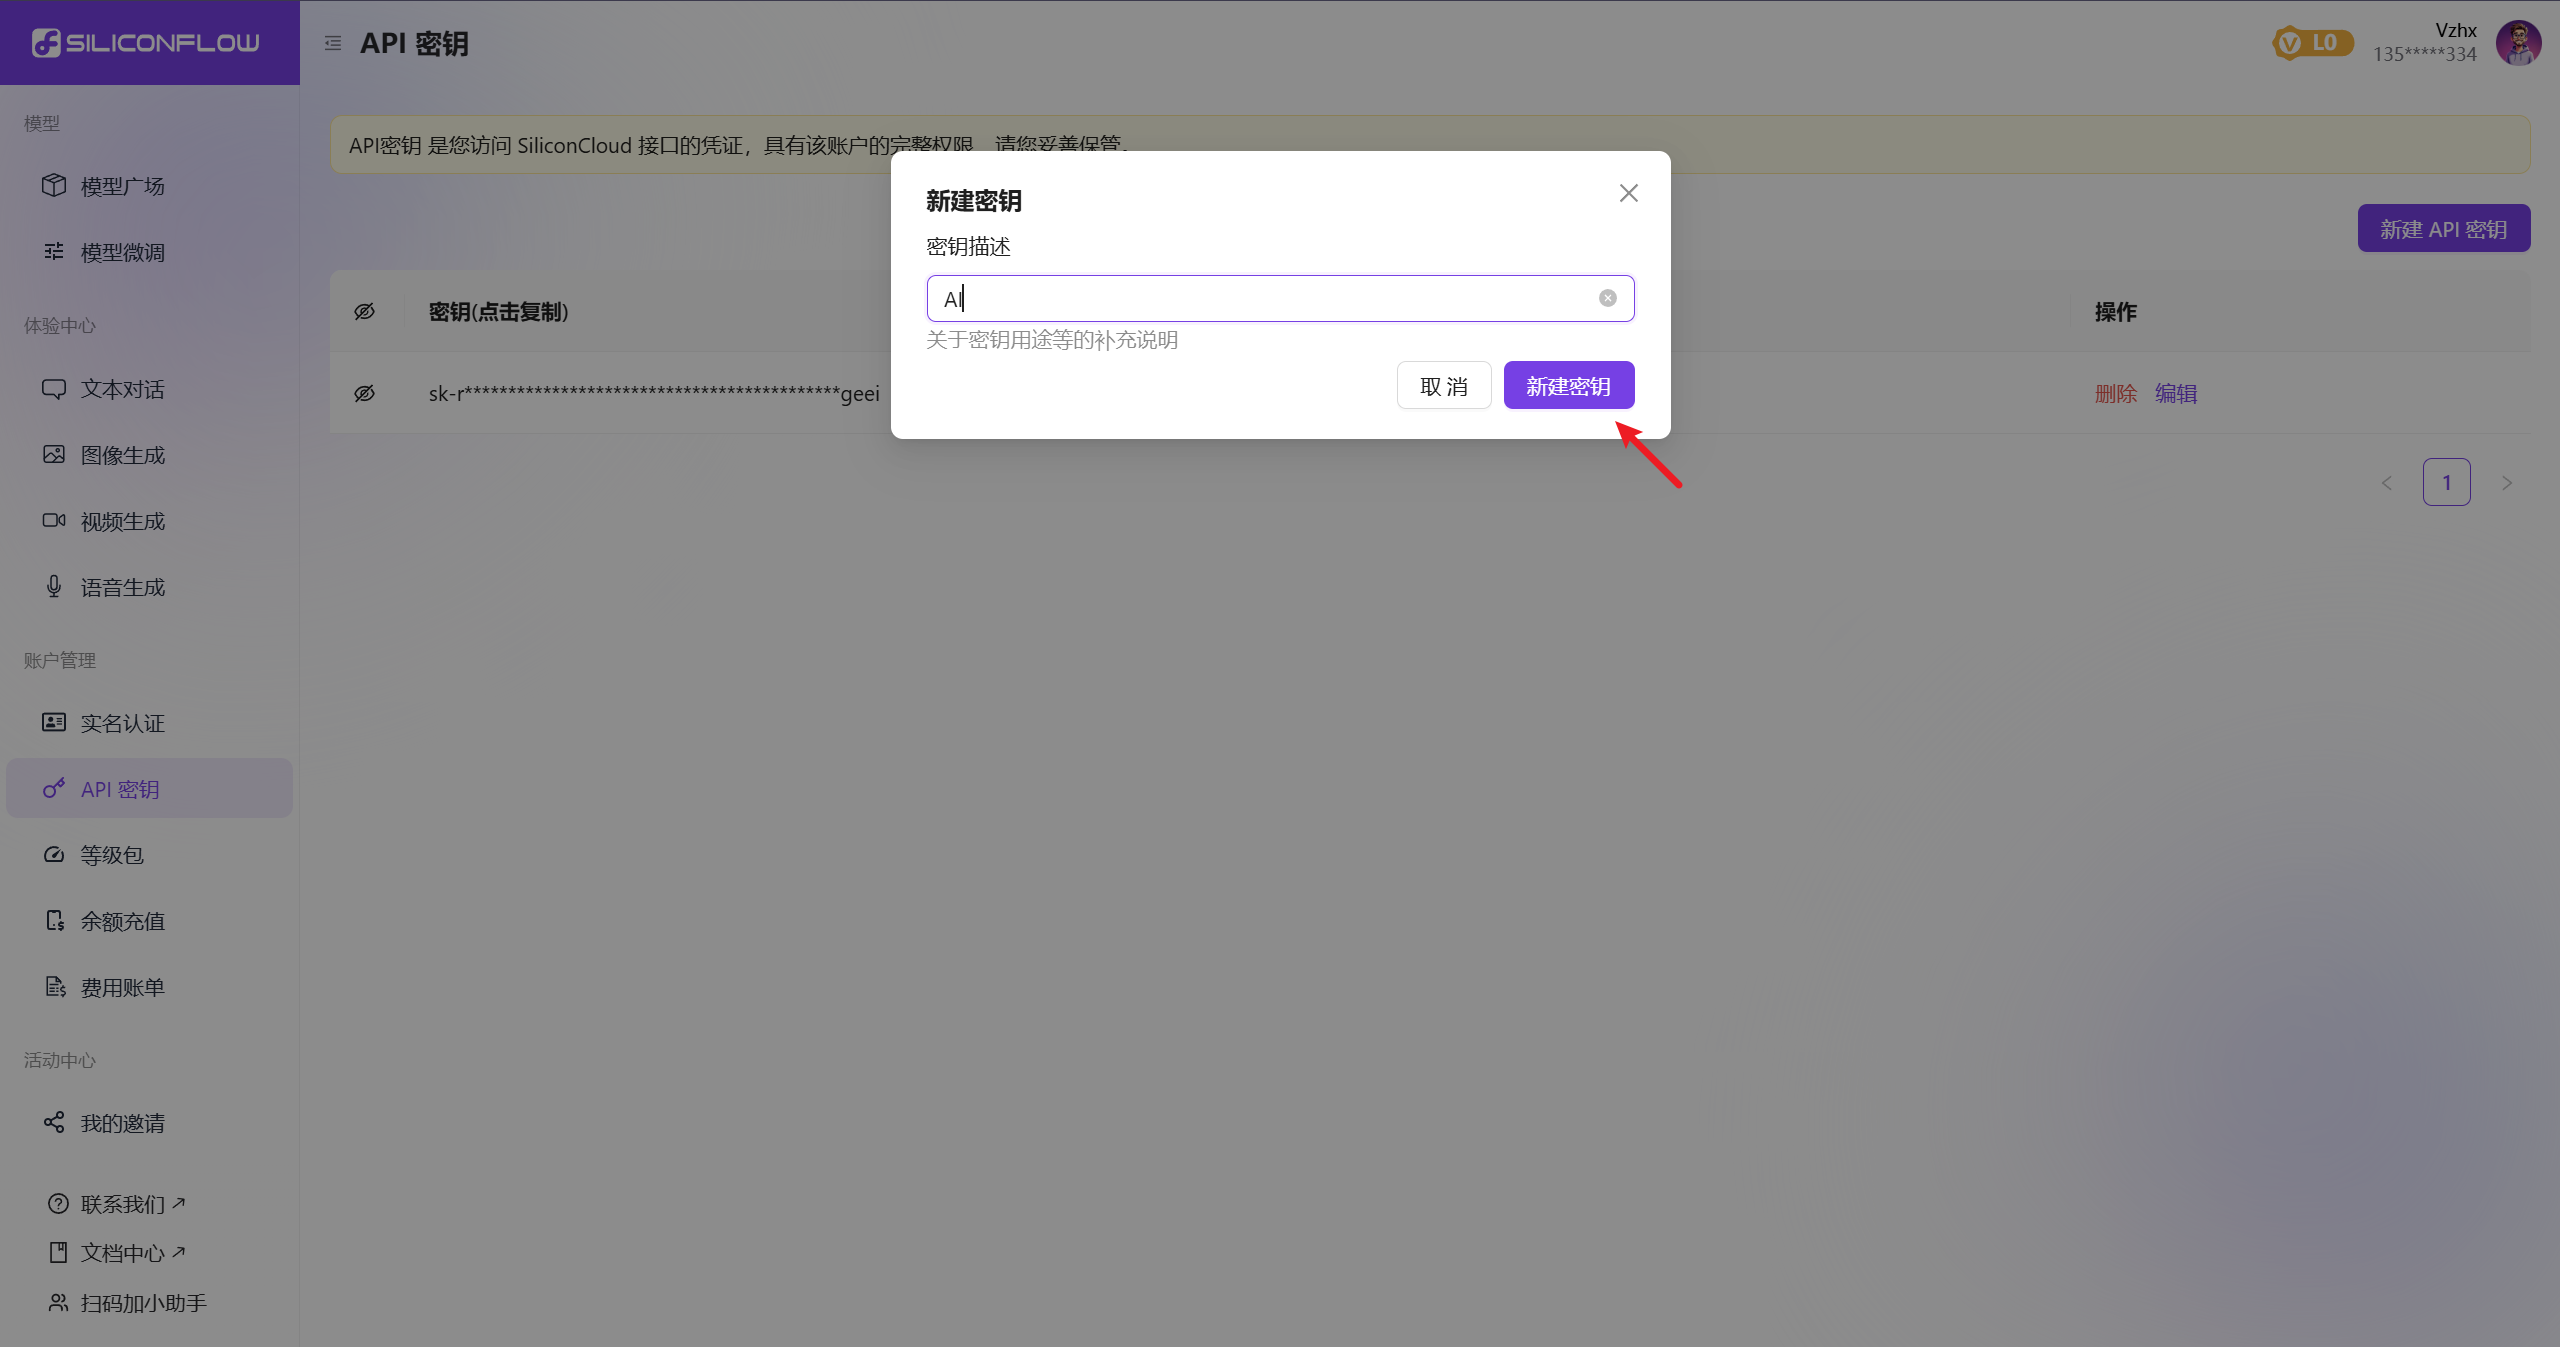 SILICONFLOW
API 密钥
L0
Vzhx
135*****334
模型
模型广场
模型微调
体验中心
文本对话
图像生成
视频生成
语音生成
账户管理
实名认证
API 密钥
等级包
余额充值
费用账单
活动中心
我的邀请
联系我们
文档中心
扫码加小助手
API密钥 是您访问 SiliconCloud 接口的凭证，具有该账户的完整权限，请您妥善保管。
新建 API 密钥
密钥(点击复制)
操作
sk-r*******************************************geei
删除 编辑
1
新建密钥
密钥描述
AI
关于密钥用途等的补充说明
取 消
新建密钥